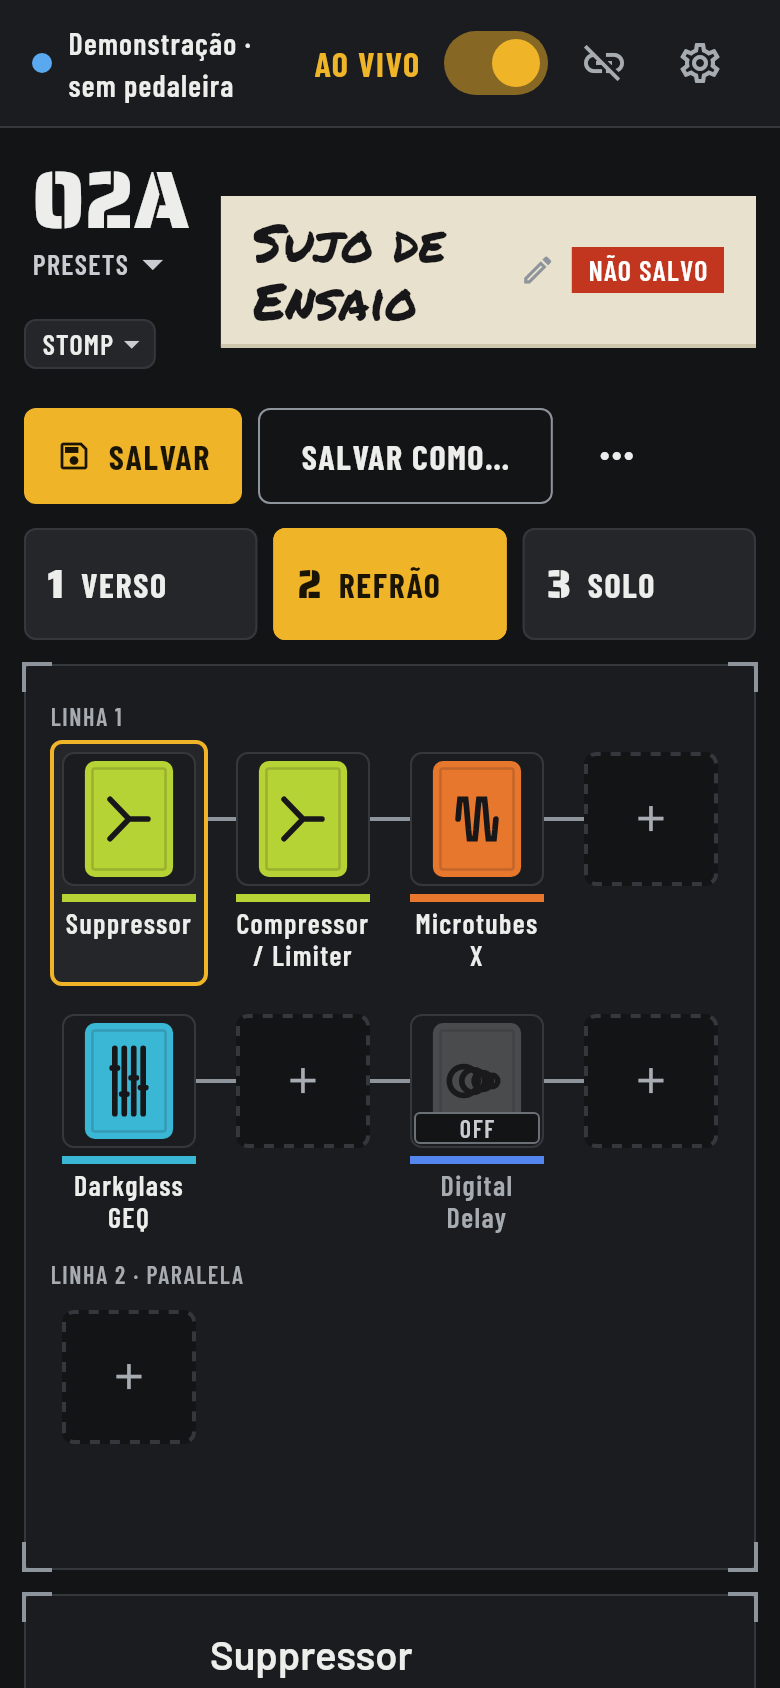 Demonstração ·
sem pedaleira
AO VIVO
02A
PRESETS
STOMP
SUJO DE
ENSAIO
NÃO SALVO
SALVAR
SALVAR COMO...
1 VERSO
2 REFRÃO
3 SOLO
LINHA 1
Suppressor
Compressor
/ Limiter
Microtubes
X
OFF
Darkglass
GEQ
Digital
Delay
LINHA 2 · PARALELA
Suppressor